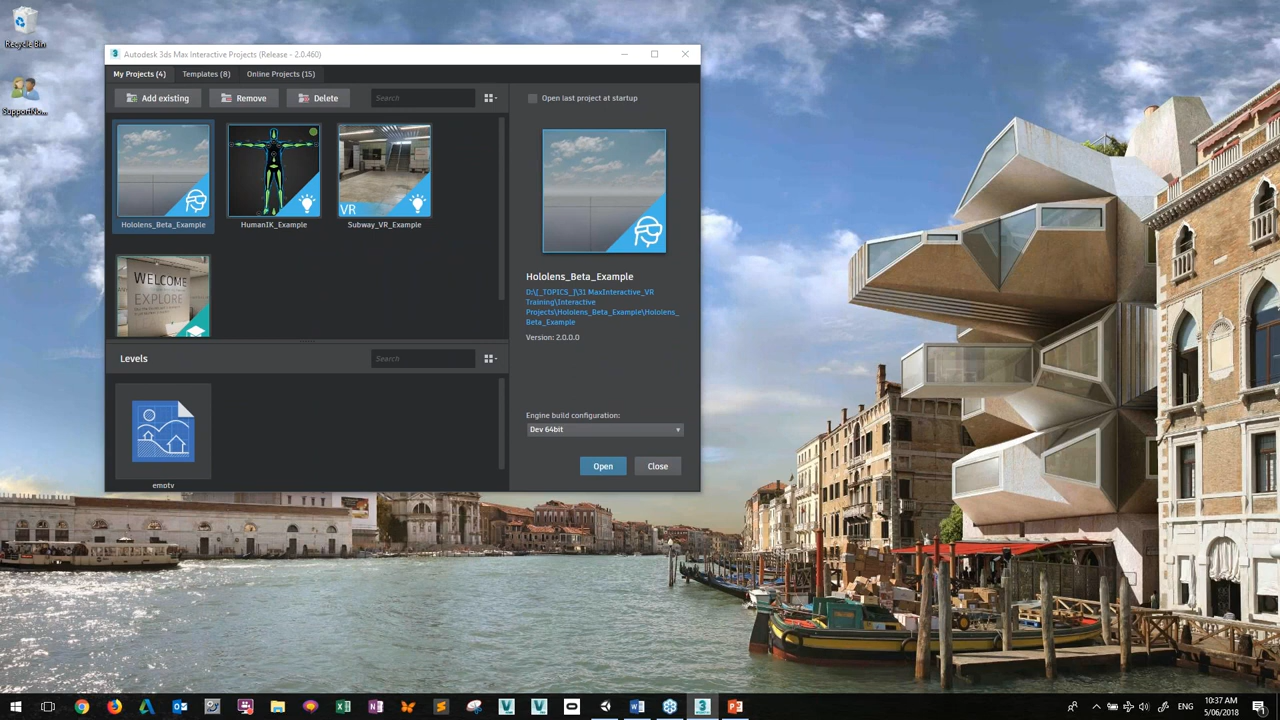 Recycle Bin
SupportNo...
Autodesk 3ds Max Interactive Projects (Release - 2.0.460)
My Projects (4)
Templates (8)
Online Projects (15)
Add existing
Remove
Delete
Search
Open last project at startup
VR
Hololens_Beta_Example
HumanIK_Example
Subway_VR_Example
WELCOME
EXPLORE
Hololens_Beta_Example
D:\[_TOPICS_]\31 MaxInteractive_VR
Training\Interactive
Projects\Hololens_Beta_Example\Hololens_
Beta_Example
Version: 2.0.0.0
Levels
Search
empty
Engine build configuration:
Dev 64bit
Open
Close
ENG
10:37 AM
5/06/2018